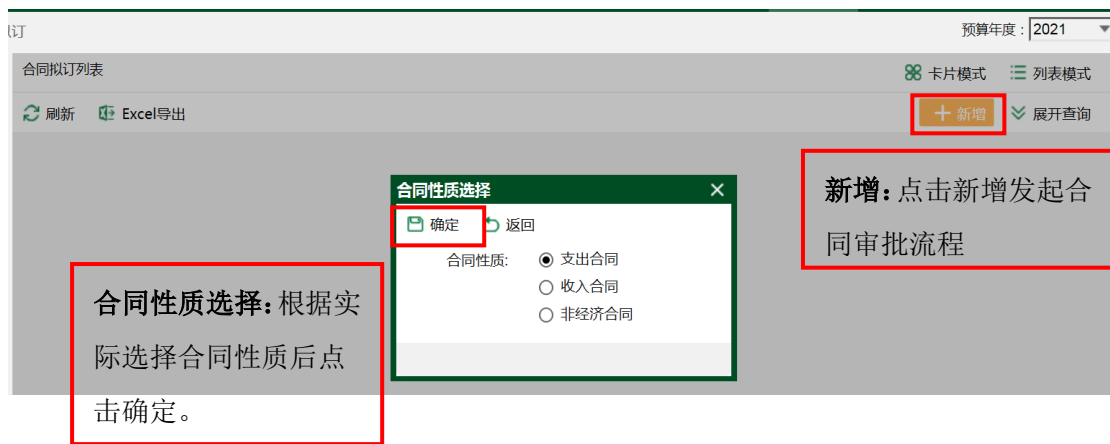 拟订
预算年度：2021
合同拟订列表
卡片模式 列表模式
刷新 Excel导出
新增 展开查询
合同性质选择
确定 返回
合同性质: 支出合同
收入合同
非经济合同
新增：点击新增发起合
同审批流程
合同性质选择：根据实
际选择合同性质后点
击确定。